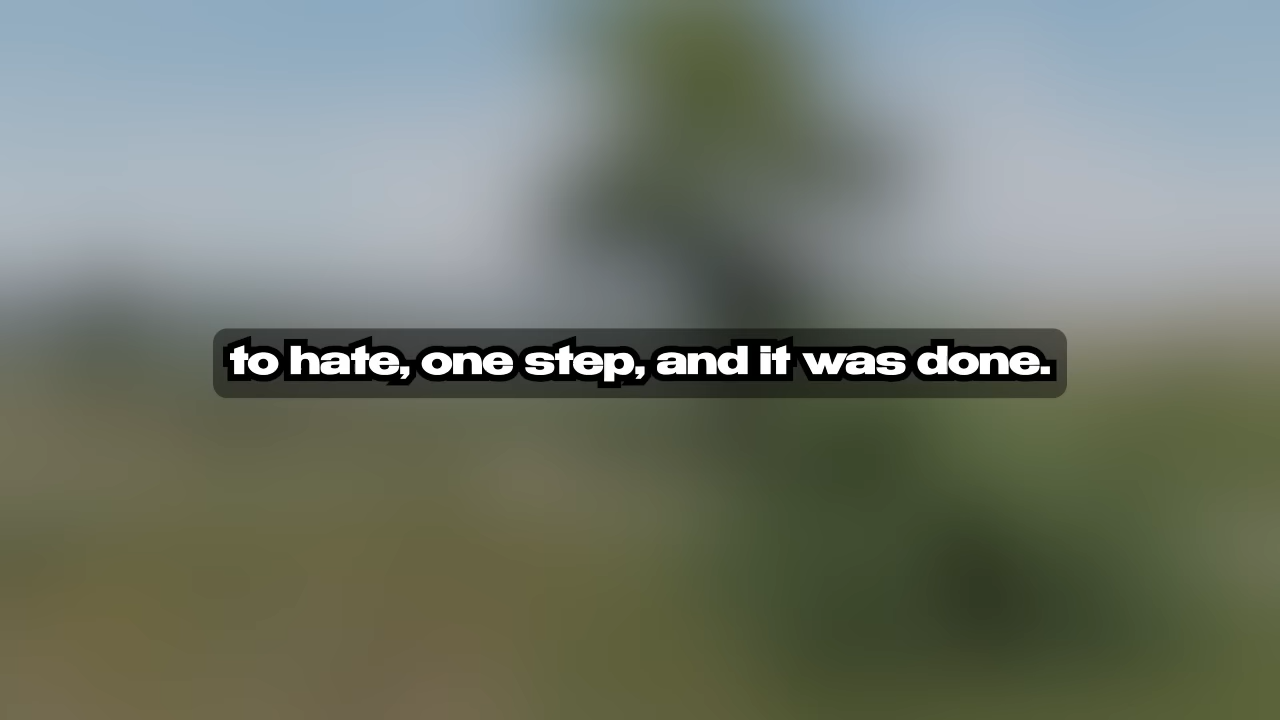 to hate, one step, and it was done.